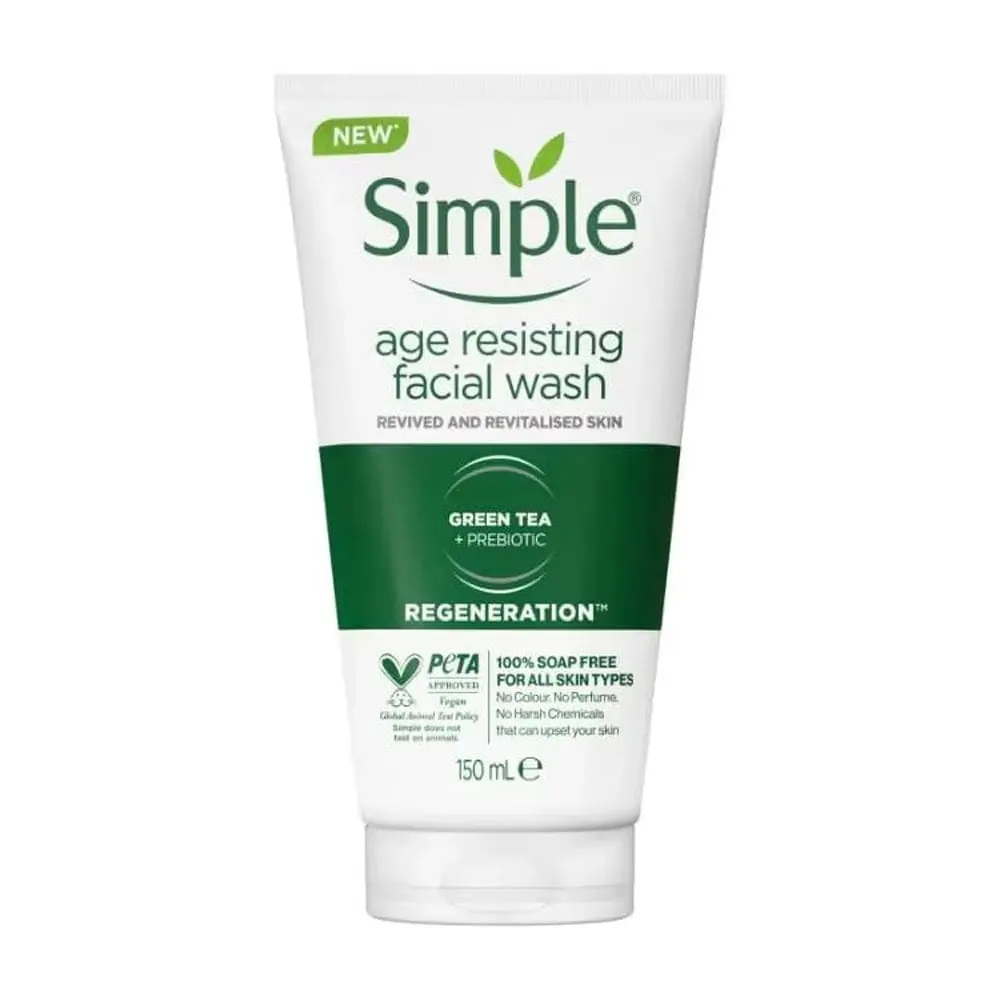 NEW*
Simple®
age resisting
facial wash
REVIVED AND REVITALISED SKIN
GREEN TEA
+ PREBIOTIC
REGENERATION™
PETA
APPROVED
Vegan
Global Animal Test Policy
Simple does not
test on animals.
100% SOAP FREE
FOR ALL SKIN TYPES
No Colour, No Perfume,
No Harsh Chemicals
that can upset your skin
150 mL ℮